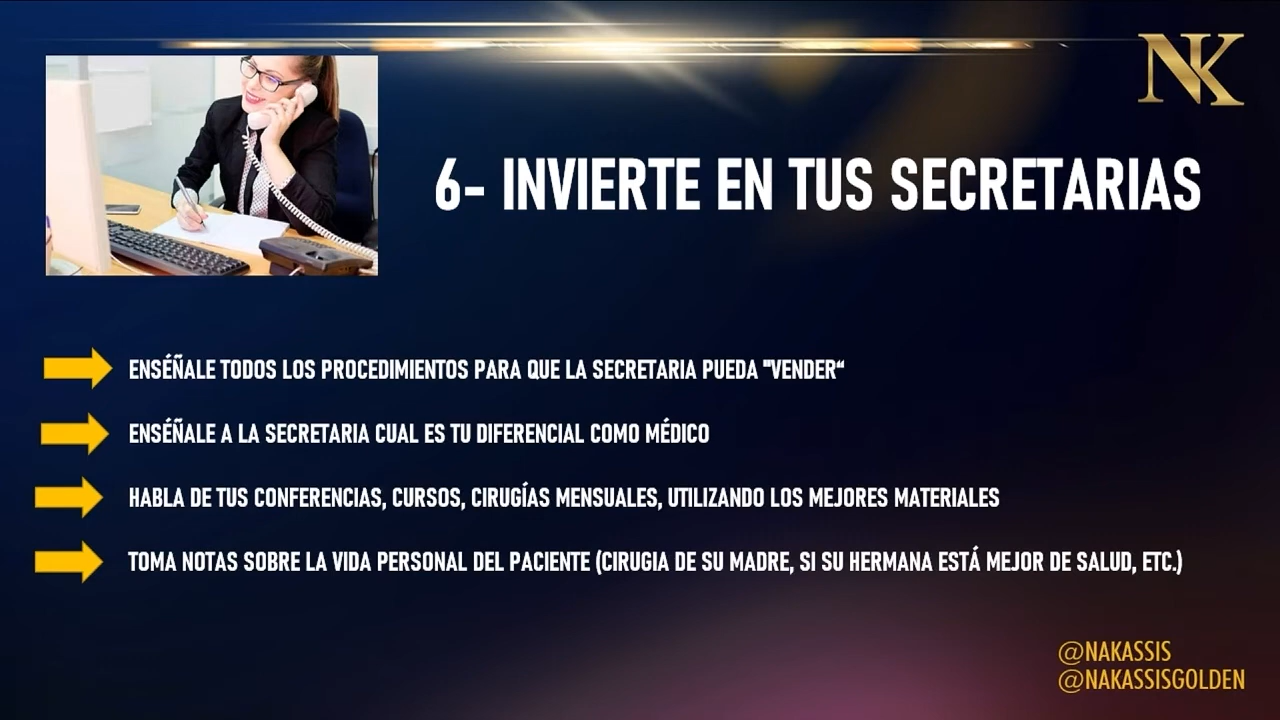 NK
6- INVIERTE EN TUS SECRETARIAS
ENSÉÑALE TODOS LOS PROCEDIMIENTOS PARA QUE LA SECRETARIA PUEDA "VENDER“
ENSÉÑALE A LA SECRETARIA CUAL ES TU DIFERENCIAL COMO MÉDICO
HABLA DE TUS CONFERENCIAS, CURSOS, CIRUGÍAS MENSUALES, UTILIZANDO LOS MEJORES MATERIALES
TOMA NOTAS SOBRE LA VIDA PERSONAL DEL PACIENTE (CIRUGIA DE SU MADRE, SI SU HERMANA ESTÁ MEJOR DE SALUD, ETC.)
@NAKASSIS
@NAKASSISGOLDEN